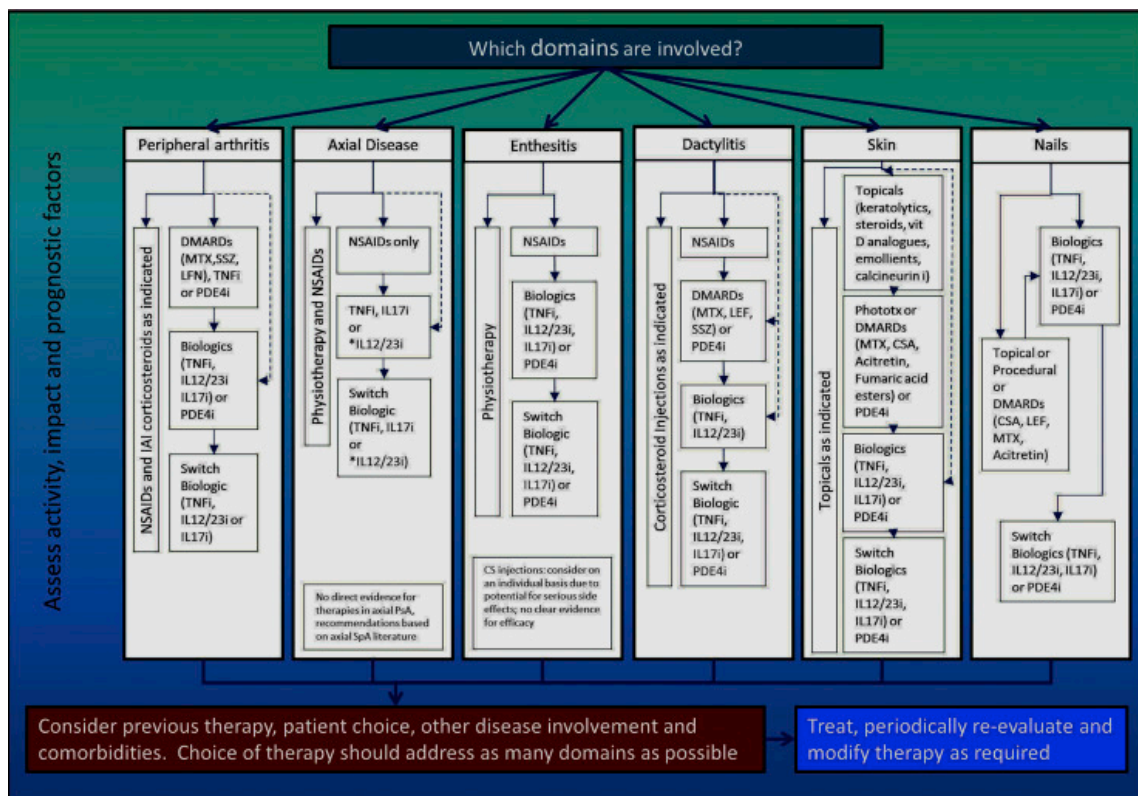 Which domains are involved?
Assess activity, impact and prognostic factors
Peripheral arthritis
NSAIDs and IAI corticosteroids as indicated
DMARDs
(MTX,SSZ,
LFN), TNFi
or PDE4i
Biologics
(TNFi,
IL12/23i
IL17i) or
PDE4i
Switch
Biologic
(TNFi,
IL12/23i or
IL17i)
Axial Disease
Physiotherapy and NSAIDs
NSAIDs only
TNFi, IL17i
or
*IL12/23i
Switch
Biologic
(TNFi, IL17i
or
*IL12/23i)
No direct evidence for
therapies in axial PsA,
recommendations based
on axial SpA literature
Enthesitis
Physiotherapy
NSAIDs
Biologics
(TNFi,
IL12/23i,
IL17i) or
PDE4i
Switch
Biologic
(TNFi,
IL12/23i,
IL17i) or
PDE4i
CS injections: consider on
an individual basis due to
potential for serious side
effects; no clear evidence
for efficacy
Dactylitis
Corticosteroid Injections as indicated
NSAIDs
DMARDs
(MTX, LEF,
SSZ) or
PDE4i
Biologics
(TNFi,
IL12/23i)
Switch
Biologic
(TNFi,
IL12/23i,
IL17i) or
PDE4i
Skin
Topicals as indicated
Topicals
(keratolytics,
steroids, vit
D analogues,
emollients,
calcineurin i)
Phototx or
DMARDs
(MTX, CSA,
Acitretin,
Fumaric acid
esters) or
PDE4i
Biologics
(TNFi,
IL12/23i,
IL17i) or
PDE4i
Switch
Biologics
(TNFi,
IL12/23i,
IL17i) or
PDE4i
Nails
Biologics
(TNFi,
IL12/23i,
IL17i) or
PDE4i
Topical or
Procedural
or
DMARDs
(CSA, LEF,
MTX,
Acitretin)
Switch
Biologics (TNFi,
IL12/23i, IL17i)
or PDE4i
Consider previous therapy, patient choice, other disease involvement and
comorbidities. Choice of therapy should address as many domains as possible
Treat, periodically re-evaluate and
modify therapy as required